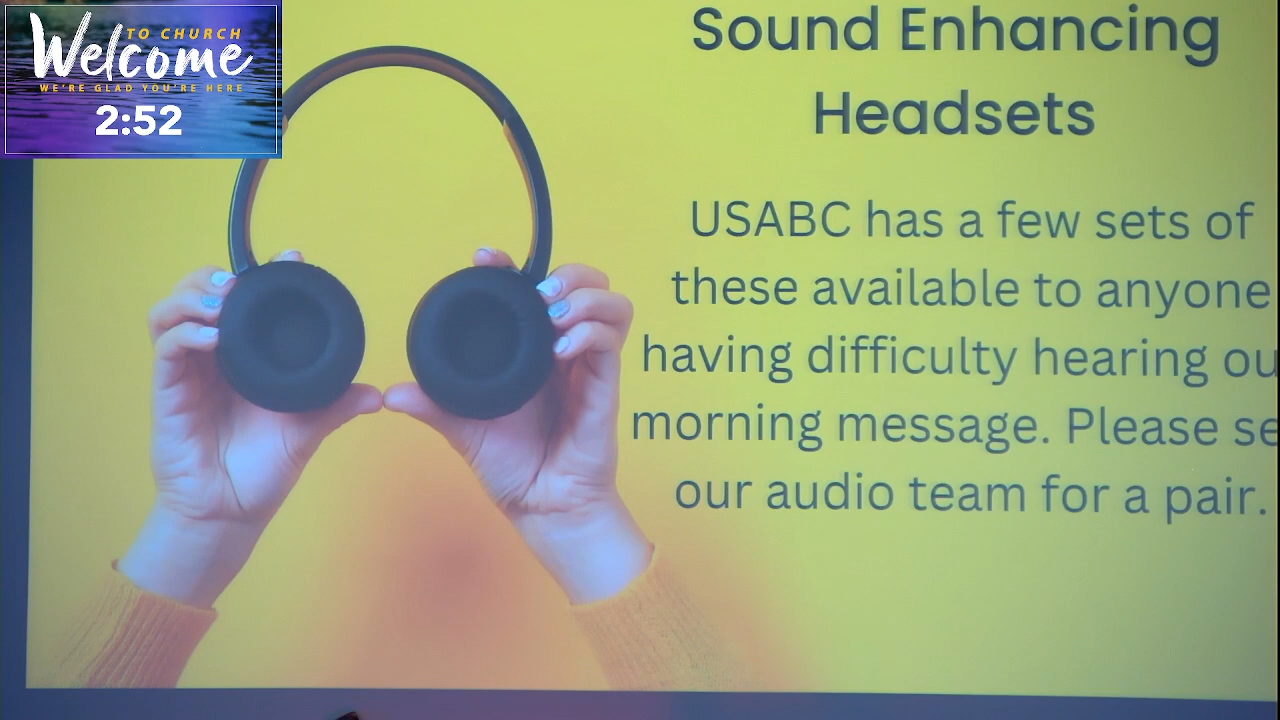 TO CHURCH
Welcome
WE'RE GLAD YOU'RE HERE
2:52
Sound Enhancing
Headsets
USABC has a few sets of
these available to anyone
having difficulty hearing ou
morning message. Please se
our audio team for a pair.